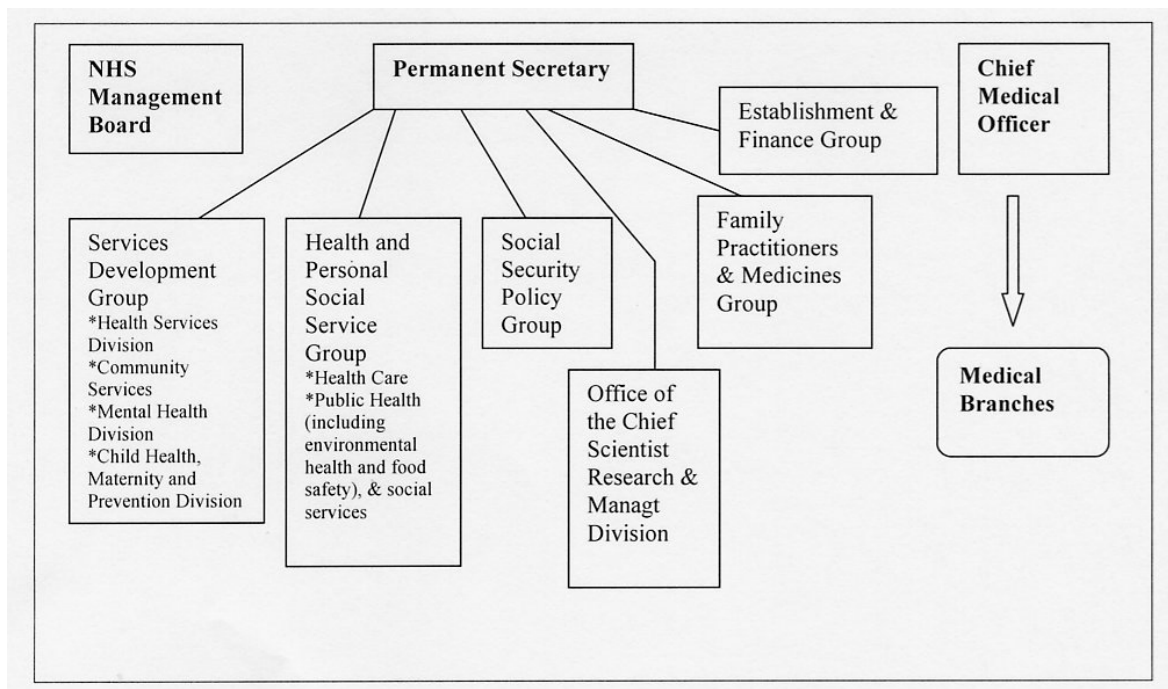 NHS
Management
Board
Permanent Secretary
Chief
Medical
Officer
Establishment &
Finance Group
Services
Development
Group
*Health Services
Division
*Community
Services
*Mental Health
Division
*Child Health,
Maternity and
Prevention Division
Health and
Personal
Social
Service
Group
*Health Care
*Public Health
(including
environmental
health and food
safety), & social
services
Social
Security
Policy
Group
Family
Practitioners
& Medicines
Group
Office of
the Chief
Scientist
Research &
Managt
Division
Medical
Branches